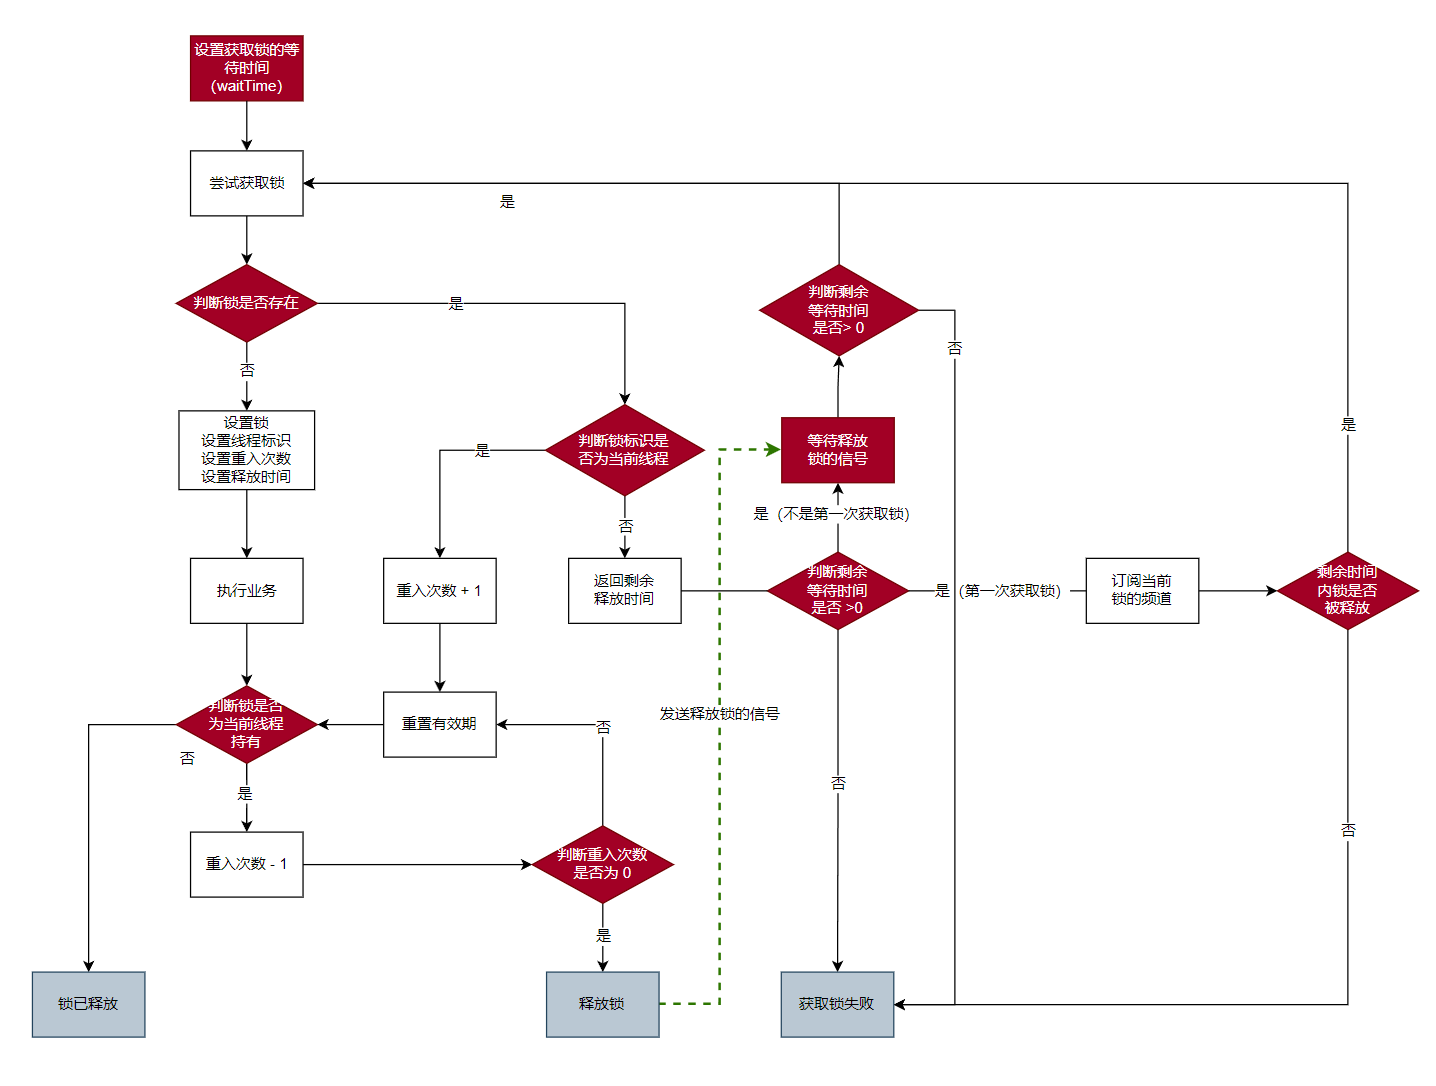 设置获取锁的等
待时间
（waitTime）
尝试获取锁
是
判断锁是否存在
是
判断剩余
等待时间
是否> 0
否
否
设置锁
设置线程标识
设置重入次数
设置释放时间
判断锁标识是
否为当前线程
是
等待释放
锁的信号
是
否
是（不是第一次获取锁）
执行业务
重入次数 + 1
返回剩余
释放时间
判断剩余
等待时间
是否 >0
是（第一次获取锁）
订阅当前
锁的频道
剩余时间
内锁是否
被释放
判断锁是否
为当前线程
持有
重置有效期
否
发送释放锁的信号
否
是
否
否
重入次数 - 1
判断重入次数
是否为 0
是
锁已释放
释放锁
获取锁失败